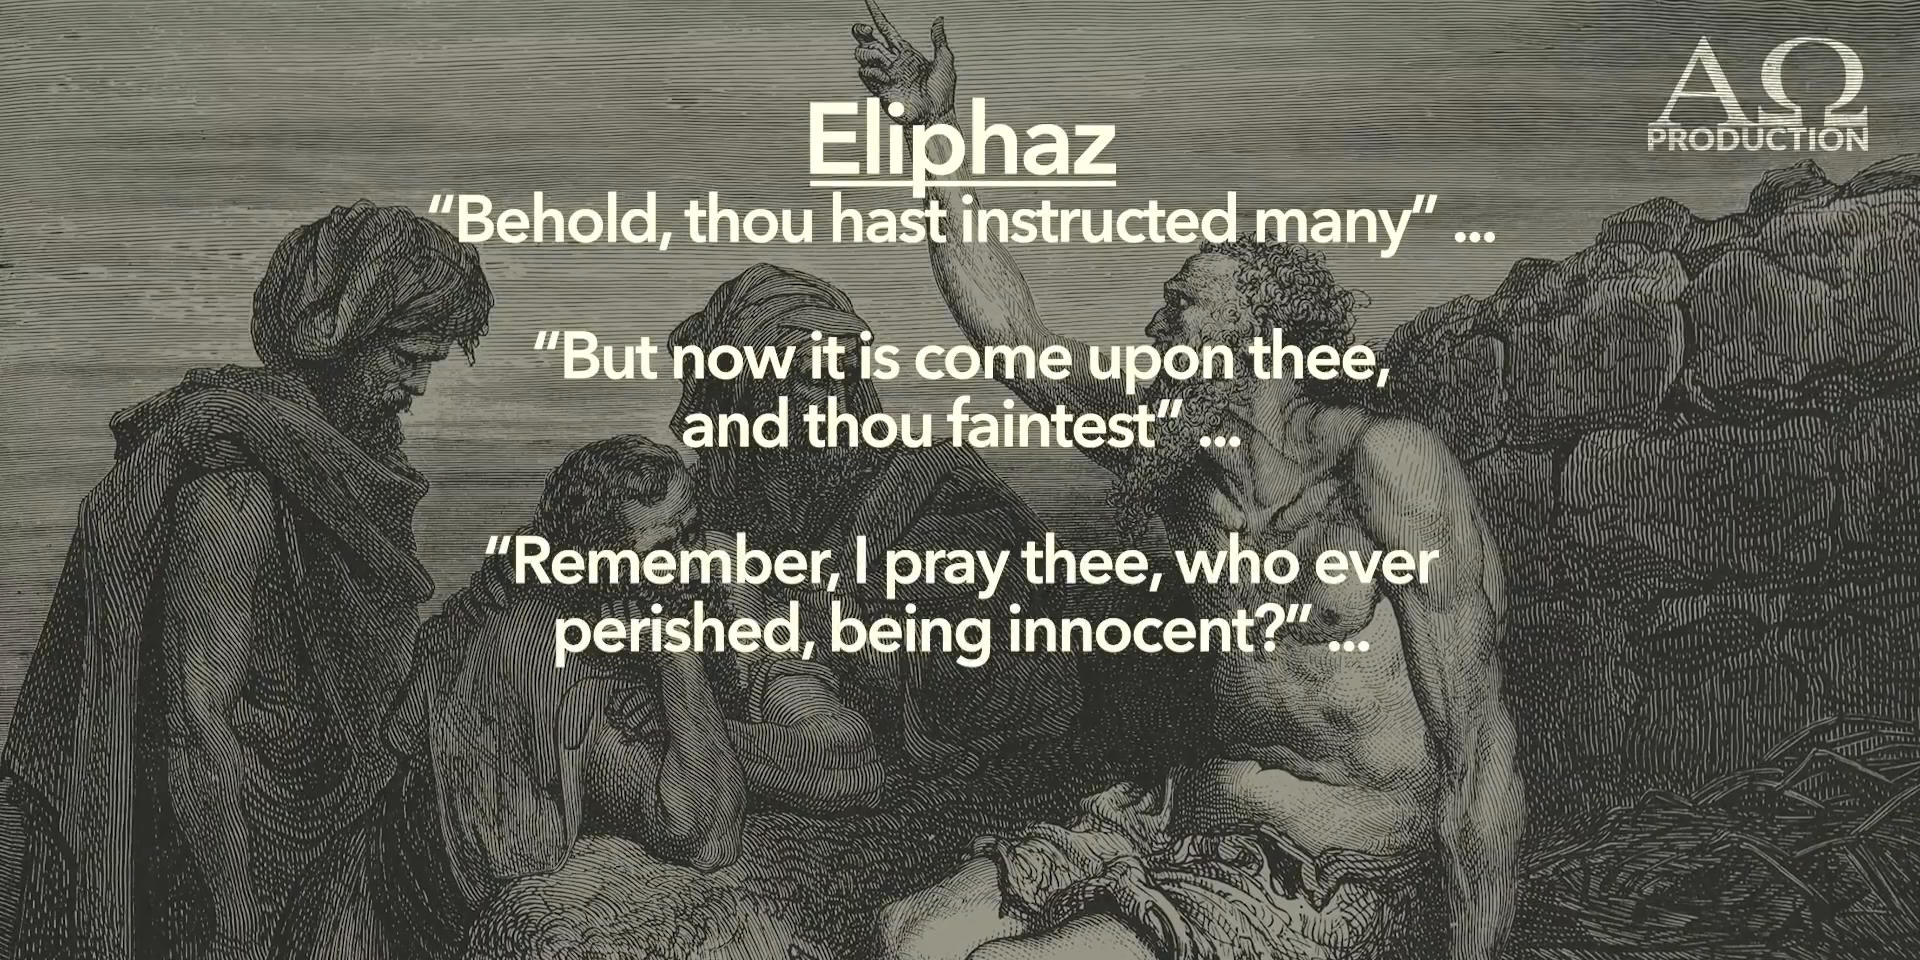 ΑΩ
PRODUCTION
Eliphaz
“Behold, thou hast instructed many” ...
“But now it is come upon thee,
and thou faintest” ...
“Remember, I pray thee, who ever
perished, being innocent?” ...